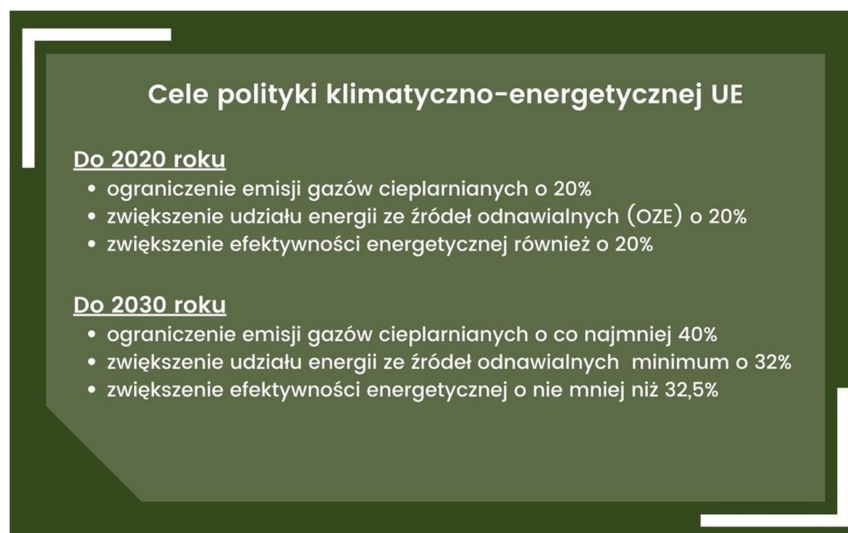 Cele polityki klimatyczno-energetycznej UE
Do 2020 roku
• ograniczenie emisji gazów cieplarnianych o 20%
• zwiększenie udziału energii ze źródeł odnawialnych (OZE) o 20%
• zwiększenie efektywności energetycznej również o 20%
Do 2030 roku
• ograniczenie emisji gazów cieplarnianych o co najmniej 40%
• zwiększenie udziału energii ze źródeł odnawialnych minimum o 32%
• zwiększenie efektywności energetycznej o nie mniej niż 32,5%